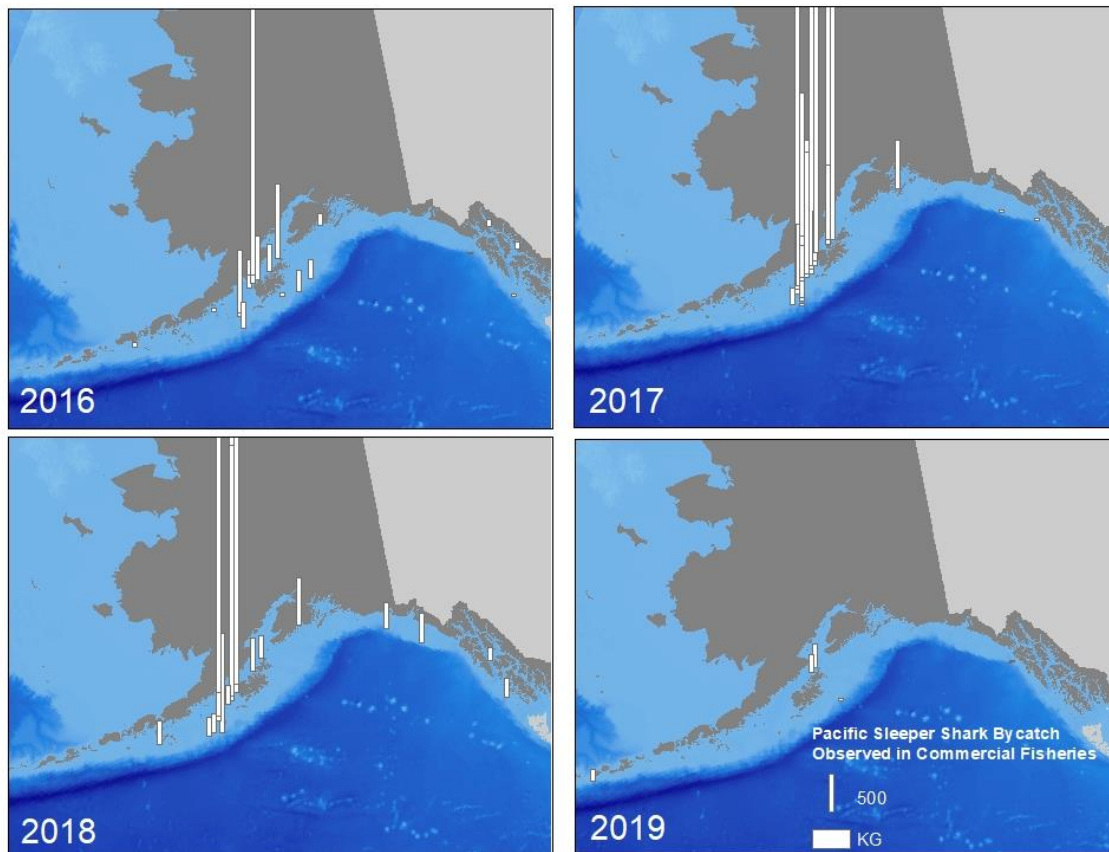 2016
2017
2018
2019
Pacific Sleeper Shark Bycatch
Observed in Commercial Fisheries
500
KG